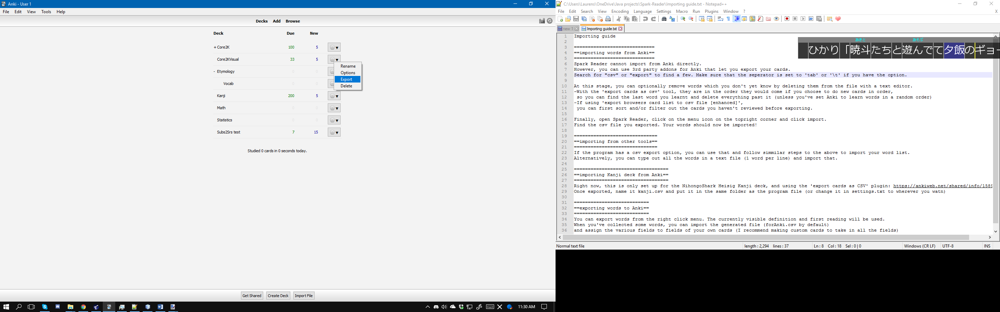 Anki - User 1
File Edit View Tools Help
Decks Add Browse
Deck Due New
+ Core2K 100 5
Core2KVisual 33 5
- Etymology 0 0
Vocab 0 0
Kanji 200 5
Math 0 0
Statistics 0 0
Subs2Srs test 7 15
Rename
Options
Export
Delete
Studied 0 cards in 0 seconds today.
Get Shared Create Deck Import File
11:30 AM
C:\Users\Laurens\OneDrive\Java projects\Spark-Reader\Importing guide.txt - Notepad++
File Edit Search View Encoding Language Settings Macro Run Plugins Window ? X
new 1 Importing guide.txt
1 Importing guide
2
3 =============================
4 ==importing words from Anki==
5 =============================
6 Spark Reader cannot import from Anki directly.
7 However, you can use 3rd party addons for Anki that let you export your cards.
8 Search for "csv" or "export" to find a few. Make sure that the seperator is set to 'tab' or '\t' if you have the option.
9
10 At this stage, you can optionally remove words which you don't yet know by deleting them from the file with a text editor.
11 -With the 'export cards as csv' tool, they are in the order they would come if you choose to do new cards in order,
12 so you can find the last word you learnt and delete everything past it (unless you've set Anki to learn words in a random order)
13 -If using 'export browsers card list to csv file [enhanced]',
14 you can first sort and/or filter out the cards you haven't reviewed before exporting.
15
16 Finally, open Spark Reader, click on the menu icon on the topright corner and click import.
17 Find the csv file you exported. Your words should now be imported!
18
19 ==============================
20 ==importing from other tools==
21 ==============================
22 If the program has a csv export option, you can use that and follow simmilar steps to the above to import your word list.
23 Alternatively, you can type out all the words in a text file (1 word per line) and import that.
24
25 ==================================
26 ==importing Kanji deck from Anki==
27 ==================================
28 Right now, this is only set up for the NihongoShark Heisig Kanji deck, and using the 'export cards as CSV' plugin: https://ankiweb.net/shared/info/1589
29 Once exported, name it kanji.csv and put it in the same folder as the program file (or change it in settings.txt to wherever you watn)
30
31 ===========================
32 ==exporting words to Anki==
33 ===========================
34 You can export words from the right click menu. The currently visible definition and first reading will be used.
35 When you've collected some words, you can import the generated file (forAnki.csv by default)
36 and assign the various fields to fields of your own cards (I recommend making custom cards to take in all the fields)
あきと あそぶ
ひかり「暁斗たちと遊んでて夕飯のギョー
Normal text file length : 2,294 lines : 37 Ln : 8 Col : 18 Sel : 0 | 0 Windows (CR LF) UTF-8 INS